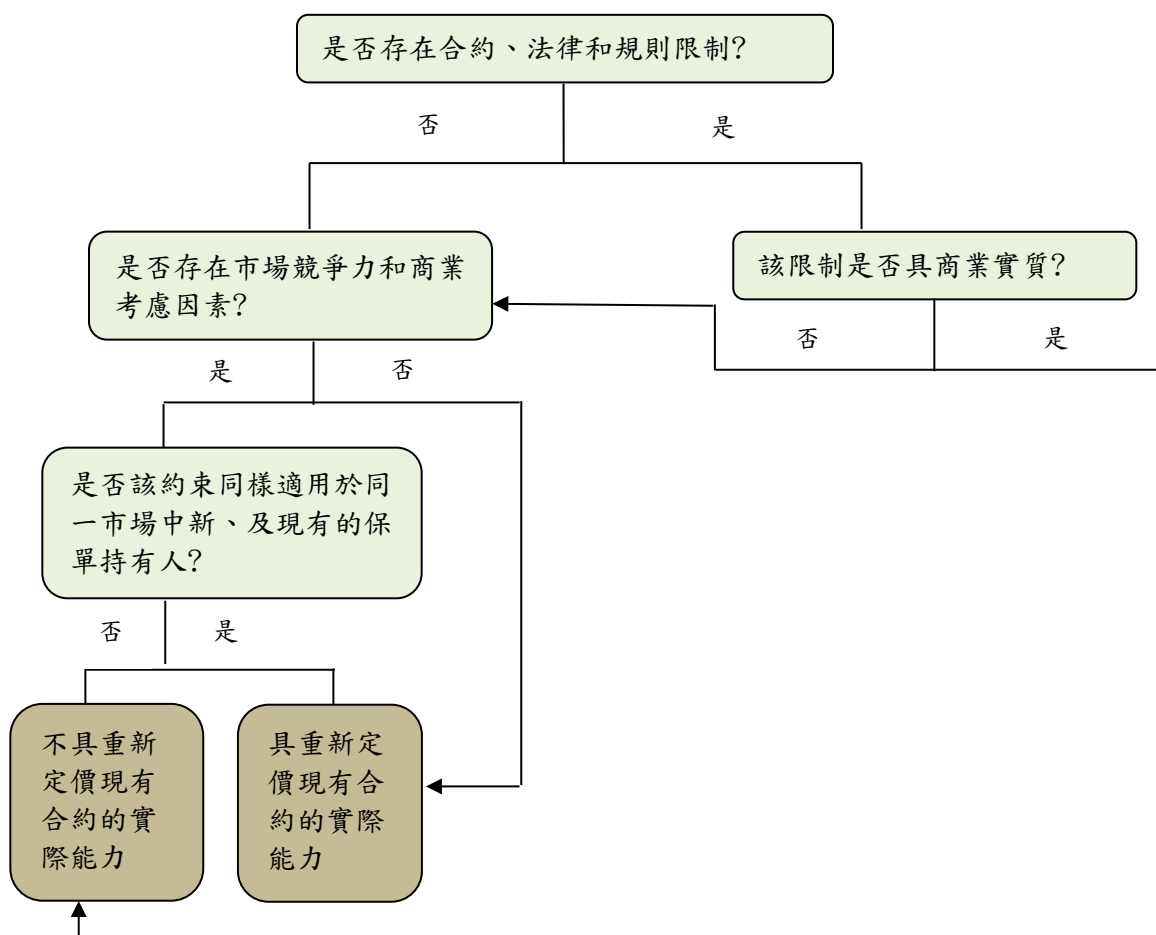 是否存在合約、法律和規則限制?
否
是
是否存在市場競爭力和商業
考慮因素?
該限制是否具商業實質?
否
是
是
否
是否該約束同樣適用於同
一市場中新、及現有的保
單持有人?
否
是
不具重新
定價現有
合約的實
際能力
具重新定
價現有合
約的實際
能力